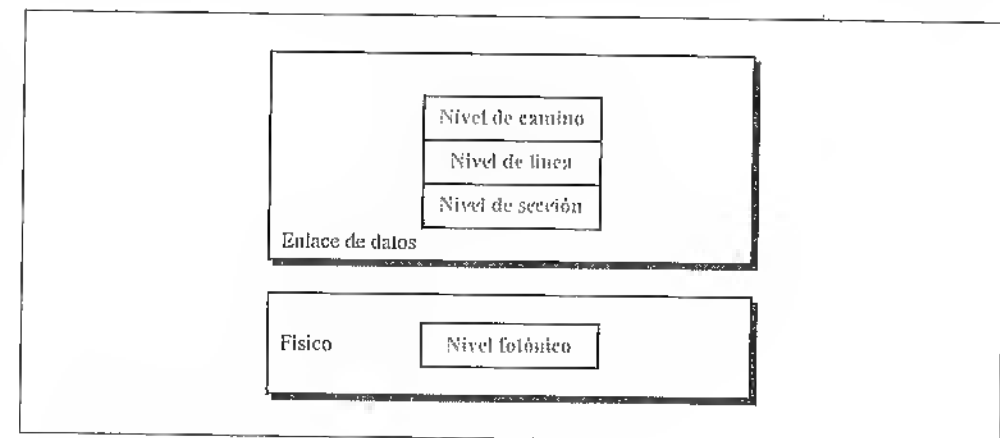 Nivel de camino
Nivel de línea
Nivel de sección
Enlace de datos
Físico
Nivel fotónico